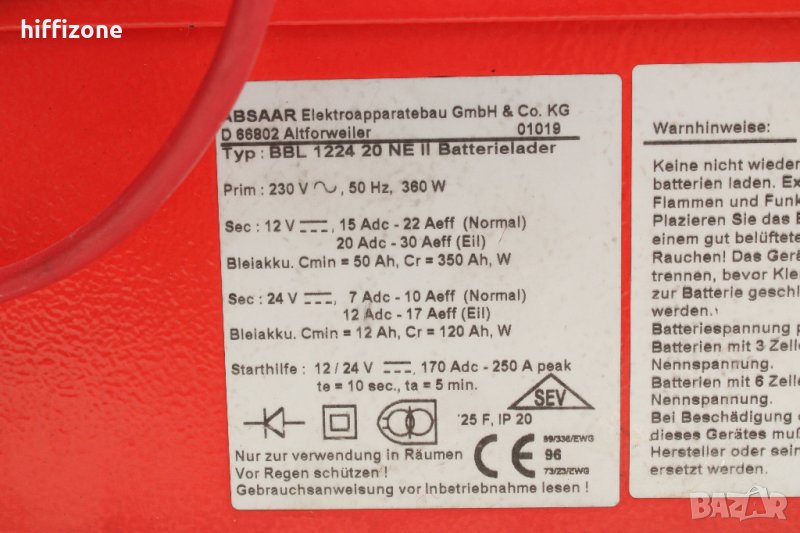 hiffizone
ABSAAR Elektroapparatebau GmbH & Co. KG
D 66802 Altforweiler 01019
Typ : BBL 1224 20 NE II Batterielader
Prim : 230 V , 50 Hz, 360 W
Sec : 12 V , 15 Adc - 22 Aeff (Normal)
20 Adc - 30 Aeff (Eil)
Bleiakku. Cmin = 50 Ah, Cr = 350 Ah, W
Sec : 24 V , 7 Adc - 10 Aeff (Normal)
12 Adc - 17 Aeff (Eil)
Bleiakku. Cmin = 12 Ah, Cr = 120 Ah, W
Starthilfe : 12 / 24 V , 170 Adc - 250 A peak
te = 10 sec., ta = 5 min.
SEV
25 F, IP 20
Nur zur verwendung in Räumen
Vor Regen schützen !
Gebrauchsanweisung vor Inbetriebnahme lesen !
CE
96
73/23/EWG
Warnhinweise:
Keine nicht wieder
batterien laden. Ex
Flammen und Funk
Plazieren Sie das B
einem gut belüftete
Rauchen! Das Gerä
trennen, bevor Kle
zur Batterie geschl
werden.
Batteriespannung p
Batterien mit 3 Zelle
Nennspannung.
Batterien mit 6 Zelle
Nennspannung.
Bei Beschädigung
dieses Gerätes muß
Hersteller oder sein
ersetzt werden.
BAZAR